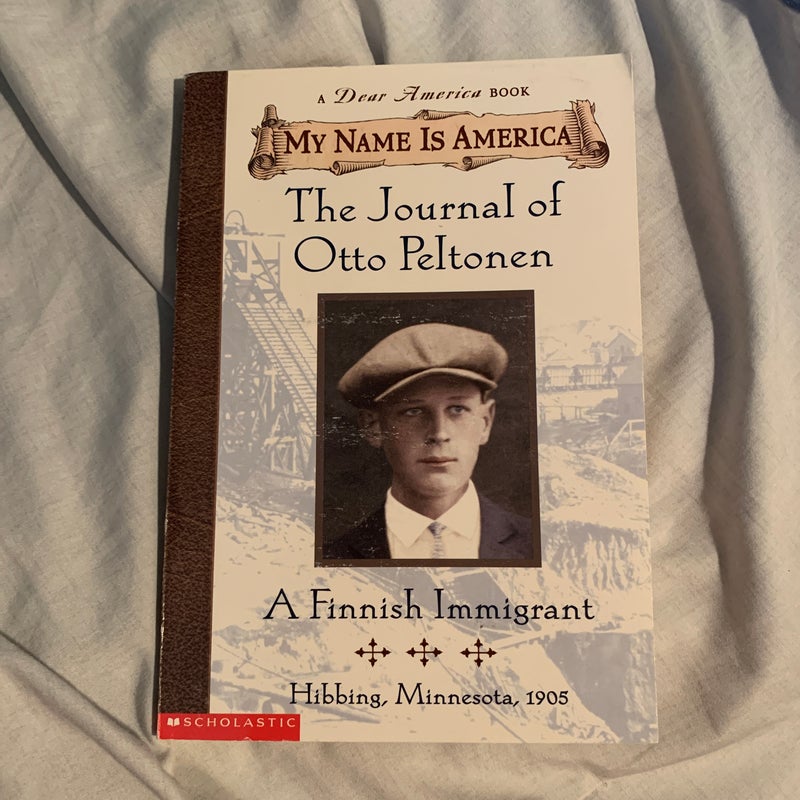 A Dear America BOOK
MY NAME IS AMERICA
The Journal of
Otto Peltonen
A Finnish Immigrant
Hibbing, Minnesota, 1905
SCHOLASTIC